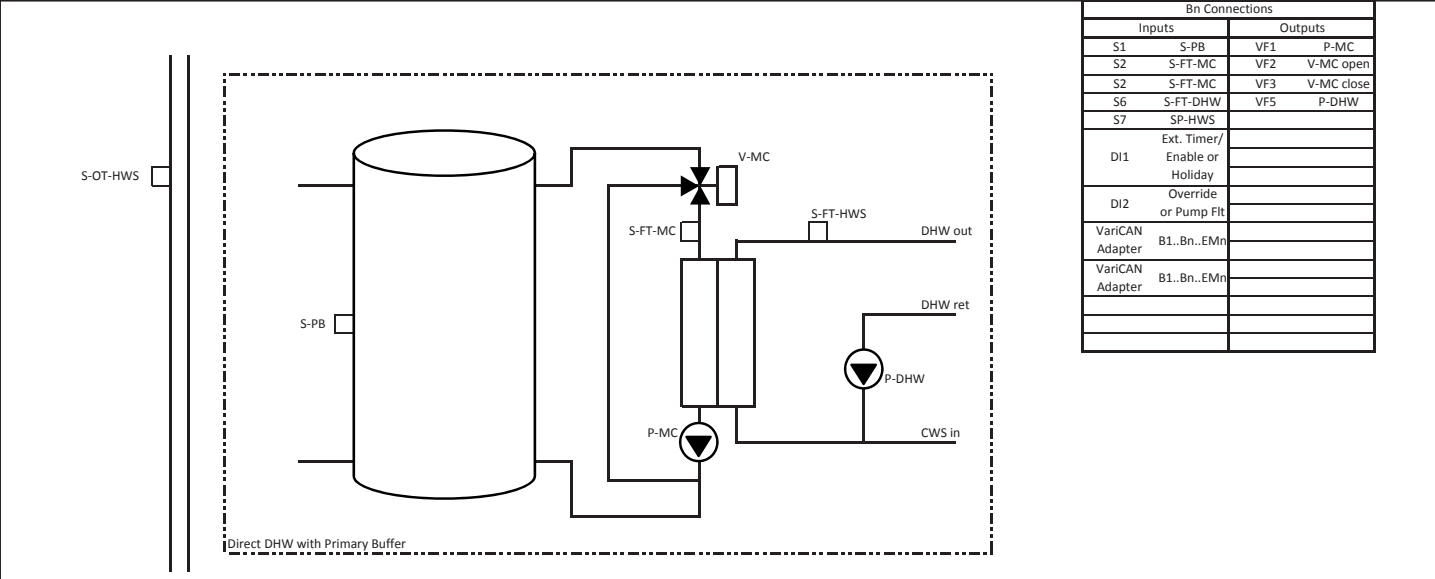 Bn Connections
Inputs Outputs
S1 S-PB VF1 P-MC
S2 S-FT-MC VF2 V-MC open
S2 S-FT-MC VF3 V-MC close
S6 S-FT-DHW VF5 P-DHW
S7 SP-HWS
DI1 Ext. Timer/
Enable or
Holiday
DI2 Override
or Pump Flt
VariCAN
Adapter B1..Bn..EMn
VariCAN
Adapter B1..Bn..EMn
S-OT-HWS
V-MC
S-FT-HWS
S-FT-MC
DHW out
DHW ret
S-PB
P-DHW
P-MC
CWS in
Direct DHW with Primary Buffer